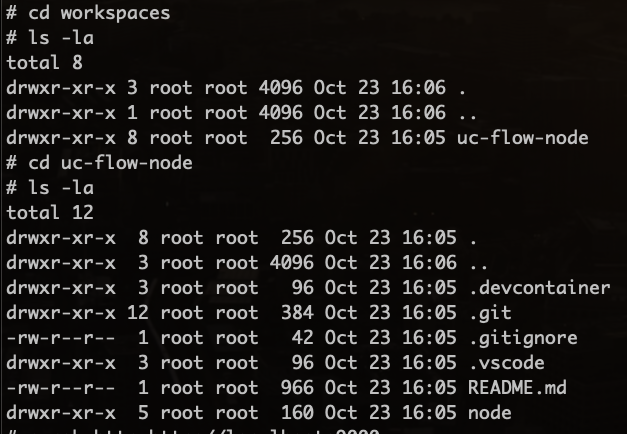 # cd workspaces
# ls -la
total 8
drwxr-xr-x 3 root root 4096 Oct 23 16:06 .
drwxr-xr-x 1 root root 4096 Oct 23 16:06 ..
drwxr-xr-x 8 root root  256 Oct 23 16:05 uc-flow-node
# cd uc-flow-node
# ls -la
total 12
drwxr-xr-x  8 root root  256 Oct 23 16:05 .
drwxr-xr-x  3 root root 4096 Oct 23 16:06 ..
drwxr-xr-x  3 root root   96 Oct 23 16:05 .devcontainer
drwxr-xr-x 12 root root  384 Oct 23 16:05 .git
-rw-r--r--  1 root root   42 Oct 23 16:05 .gitignore
drwxr-xr-x  3 root root   96 Oct 23 16:05 .vscode
-rw-r--r--  1 root root  966 Oct 23 16:05 README.md
drwxr-xr-x  5 root root  160 Oct 23 16:05 node